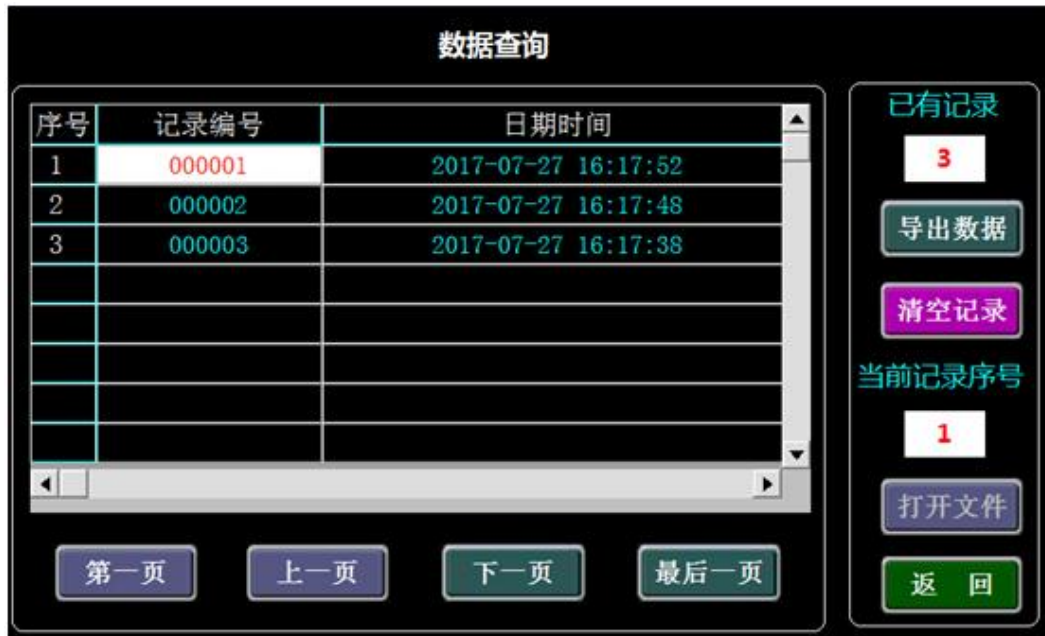 数据查询
序号 记录编号 日期时间
1 000001 2017-07-27 16:17:52
2 000002 2017-07-27 16:17:48
3 000003 2017-07-27 16:17:38
第一页 上一页 下一页 最后一页
已有记录
3
导出数据
清空记录
当前记录序号
1
打开文件
返 回